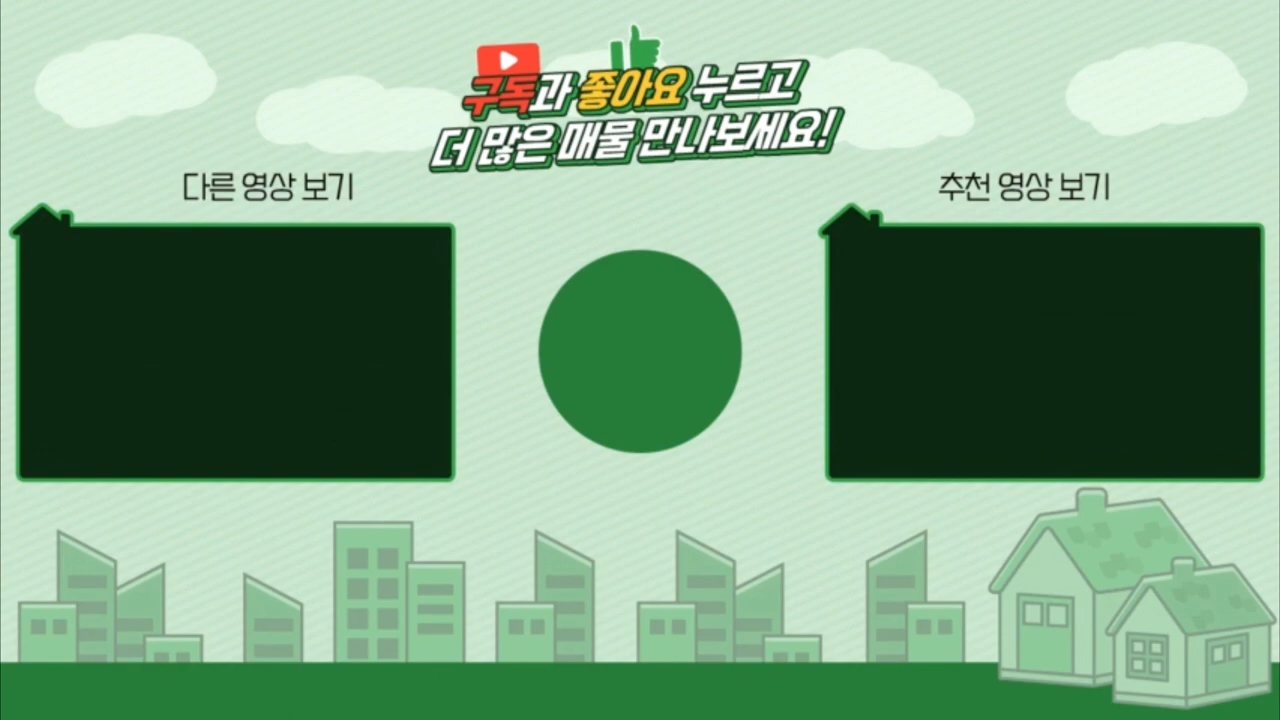 구독과 좋아요 누르고
더 많은 매물 만나보세요!
다른 영상 보기
추천 영상 보기